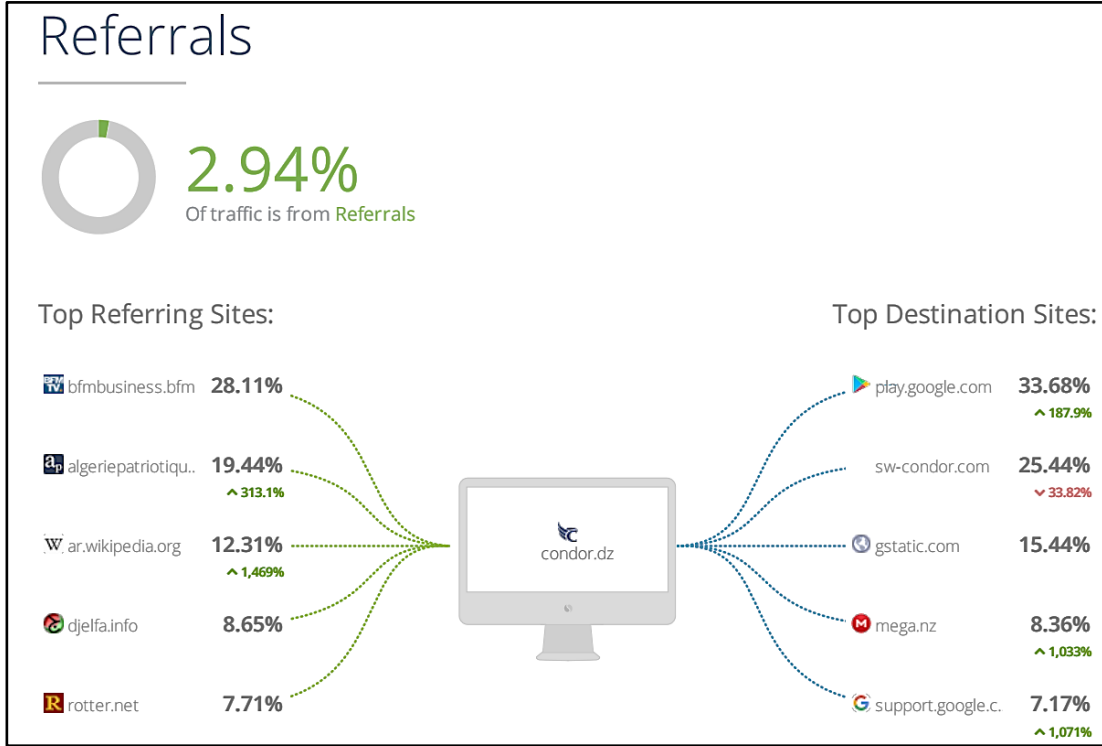 Referrals
2.94%
Of traffic is from Referrals
Top Referring Sites:
bfmbusiness.bfm 28.11%
algeriepatriotiqu.. 19.44%
313.1%
ar.wikipedia.org 12.31%
1,469%
djelfa.info 8.65%
rotter.net 7.71%
condor.dz
Top Destination Sites:
play.google.com 33.68%
187.9%
sw-condor.com 25.44%
33.82%
gstatic.com 15.44%
mega.nz 8.36%
1,033%
support.google.c. 7.17%
1,071%